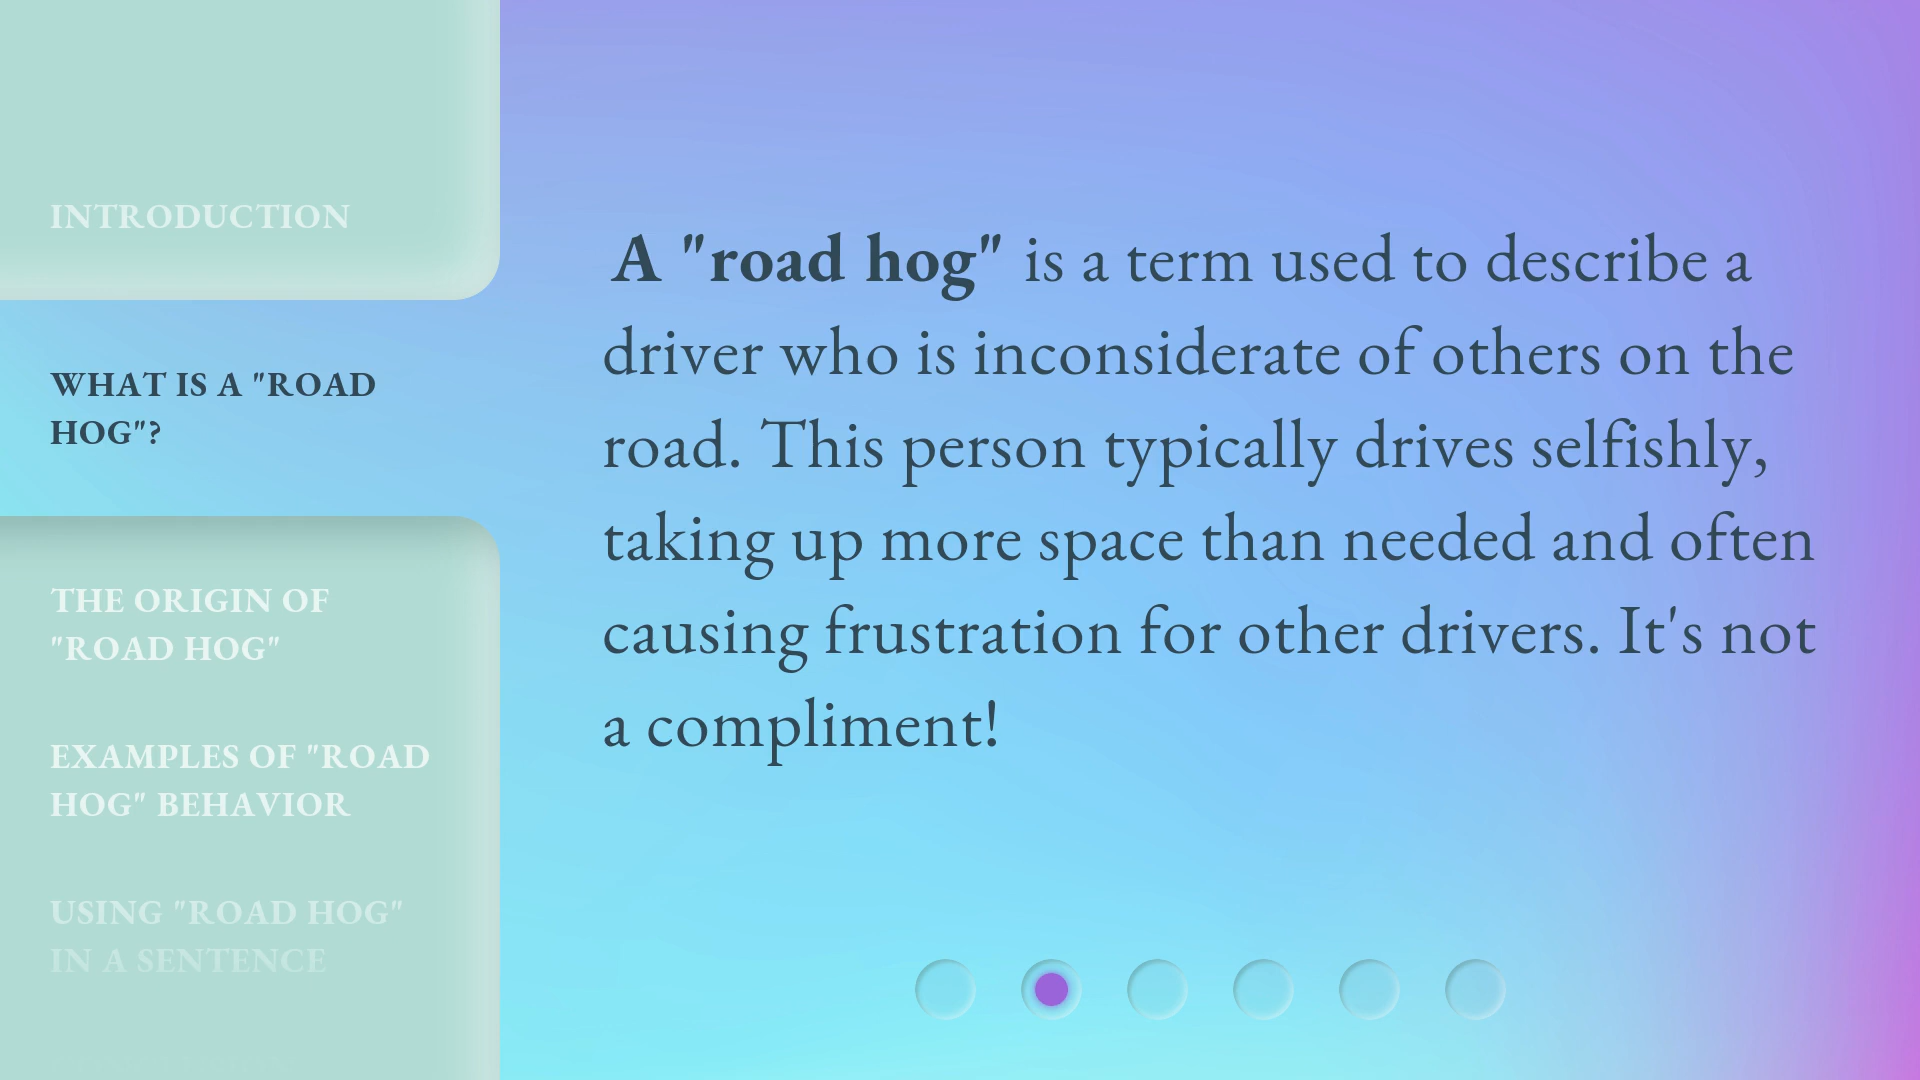 INTRODUCTION
WHAT IS A "ROAD
HOG"?
THE ORIGIN OF
"ROAD HOG"
EXAMPLES OF "ROAD
HOG" BEHAVIOR
USING "ROAD HOG"
IN A SENTENCE
A "road hog" is a term used to describe a
driver who is inconsiderate of others on the
road. This person typically drives selfishly,
taking up more space than needed and often
causing frustration for other drivers. It's not
a compliment!